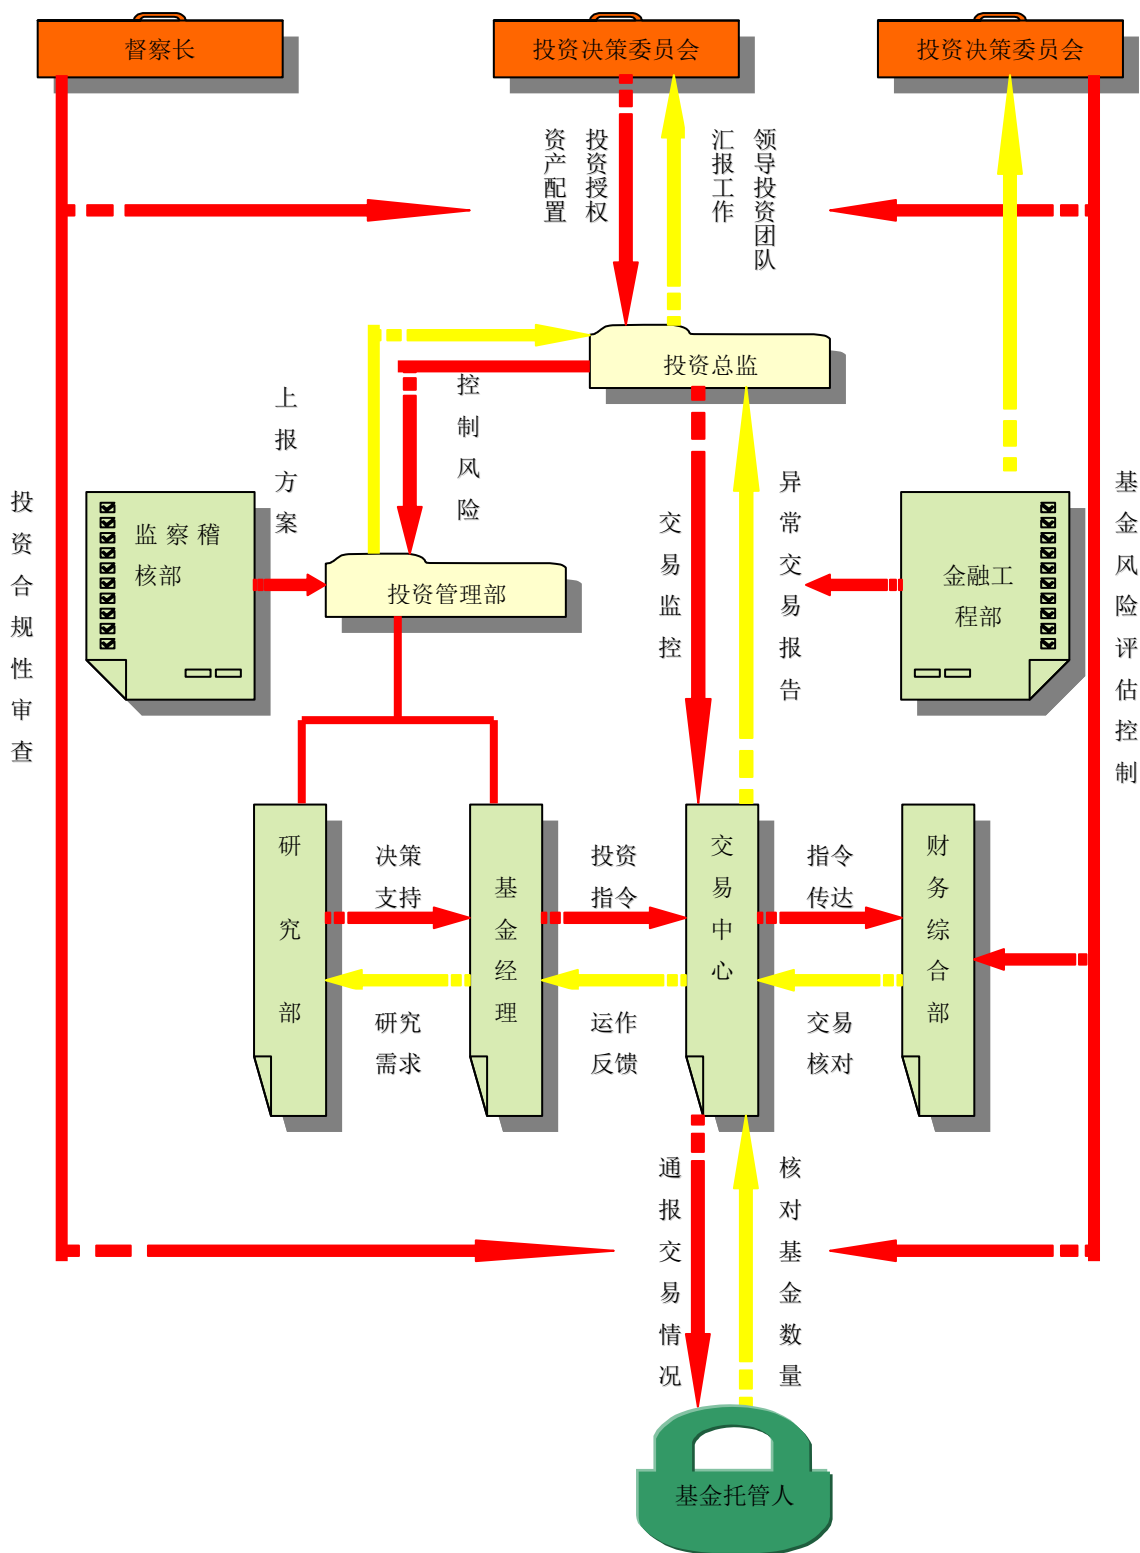 督察长
投资决策委员会
投资决策委员会
资产配置
投资授权
汇报工作
领导投资团队
投资总监
上报方案
控制风险
投资合规性审查
监察稽
核部
投资管理部
交易监控
异常交易报告
金融工
程部
基金风险评估控制
研究部
决策
支持
研究
需求
基金经理
投资
指令
运作
反馈
交易中心
指令
传达
交易
核对
财务综合部
通报交易情况
核对基金数量
基金托管人